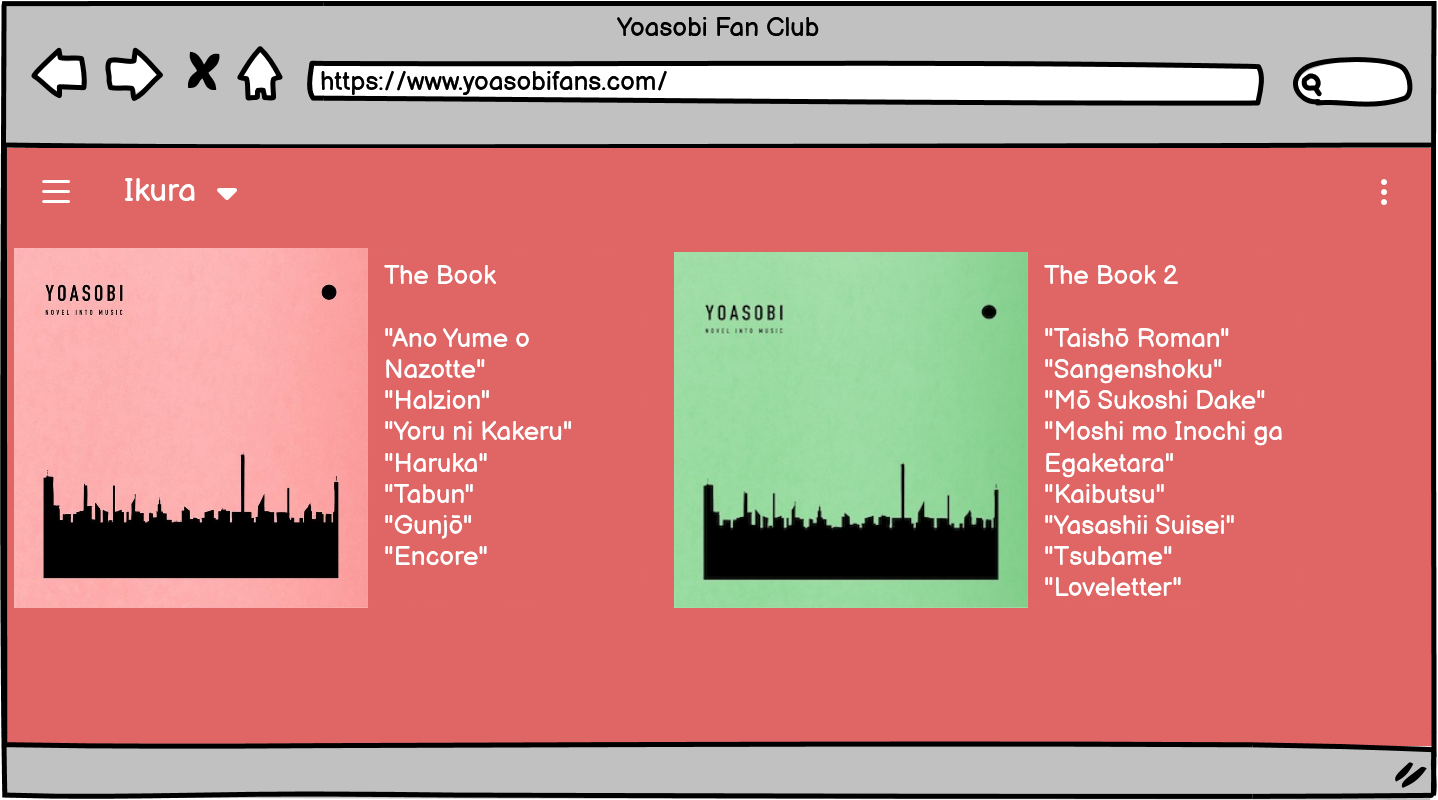 Yoasobi Fan Club
https://www.yoasobifans.com/
Ikura
YOASOBI
NOVEL INTO MUSIC
The Book
"Ano Yume o
Nazotte"
"Halzion"
"Yoru ni Kakeru"
"Haruka"
"Tabun"
"Gunjō"
"Encore"
YOASOBI
NOVEL INTO MUSIC
The Book 2
"Taishō Roman"
"Sangenshoku"
"Mō Sukoshi Dake"
"Moshi mo Inochi ga
Egaketara"
"Kaibutsu"
"Yasashii Suisei"
"Tsubame"
"Loveletter"